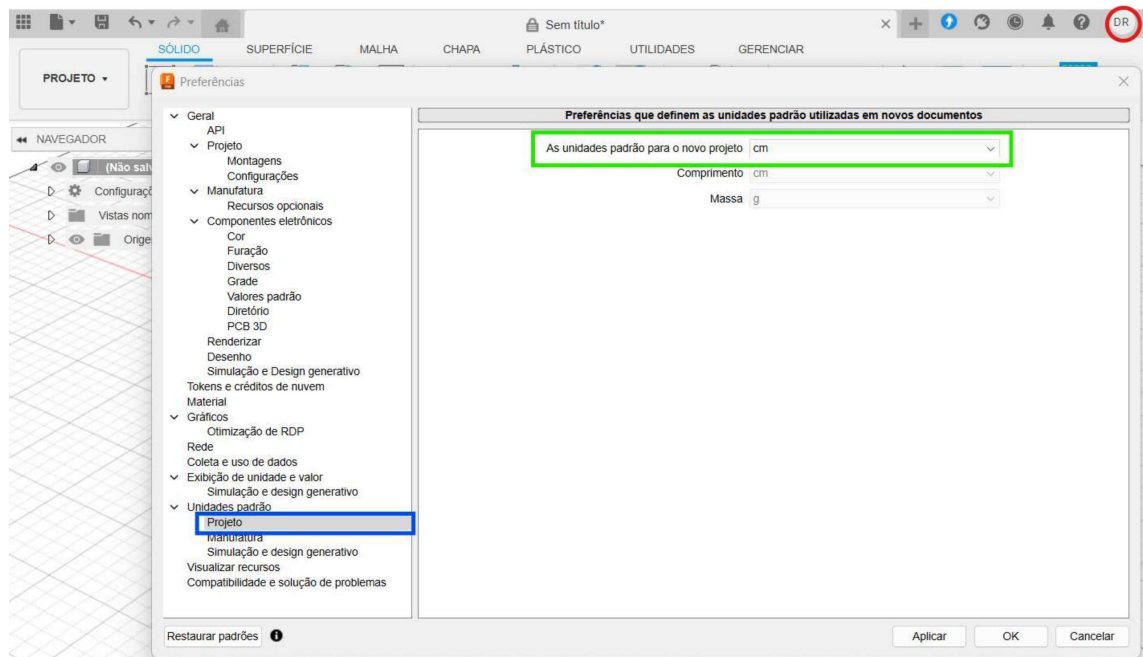 Sem título*
DR
SÓLIDO SUPERFÍCIE MALHA CHAPA PLÁSTICO UTILIDADES GERENCIAR
PROJETO
Preferências
NAVEGADOR
(Não sal
Configuraç
Vistas nom
Orige
Geral
API
Projeto
Montagens
Configurações
Manufatura
Recursos opcionais
Componentes eletrônicos
Cor
Furação
Diversos
Grade
Valores padrão
Diretório
PCB 3D
Renderizar
Desenho
Simulação e Design generativo
Tokens e créditos de nuvem
Material
Gráficos
Otimização de RDP
Rede
Coleta e uso de dados
Exibição de unidade e valor
Simulação e design generativo
Unidades padrão
Projeto
Manufatura
Simulação e design generativo
Visualizar recursos
Compatibilidade e solução de problemas
Preferências que definem as unidades padrão utilizadas em novos documentos
As unidades padrão para o novo projeto cm
Comprimento cm
Massa g
Restaurar padrões
Aplicar OK Cancelar